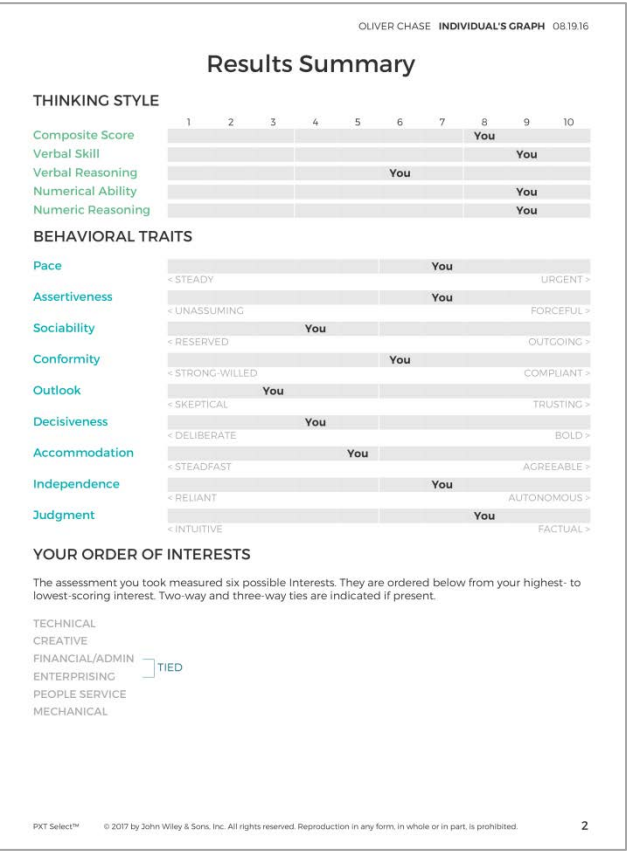 OLIVER CHASE INDIVIDUAL'S GRAPH 08.19.16
Results Summary
THINKING STYLE
1 2 3 4 5 6 7 8 9 10
Composite Score You
Verbal Skill You
Verbal Reasoning You
Numerical Ability You
Numeric Reasoning You
BEHAVIORAL TRAITS
Pace You
< STEADY URGENT >
Assertiveness You
< UNASSUMING FORCEFUL >
Sociability You
< RESERVED OUTGOING >
Conformity You
< STRONG-WILLED COMPLIANT >
Outlook You
< SKEPTICAL TRUSTING >
Decisiveness You
< DELIBERATE BOLD >
Accommodation You
< STEADFAST AGREEABLE >
Independence You
< RELIANT AUTONOMOUS >
Judgment You
< INTUITIVE FACTUAL >
YOUR ORDER OF INTERESTS
The assessment you took measured six possible Interests. They are ordered below from your highest- to
lowest-scoring interest. Two-way and three-way ties are indicated if present.
TECHNICAL
CREATIVE
FINANCIAL/ADMIN
TIED
ENTERPRISING
PEOPLE SERVICE
MECHANICAL
PXT Select™ © 2017 by John Wiley & Sons, Inc. All rights reserved. Reproduction in any form, in whole or in part, is prohibited. 2